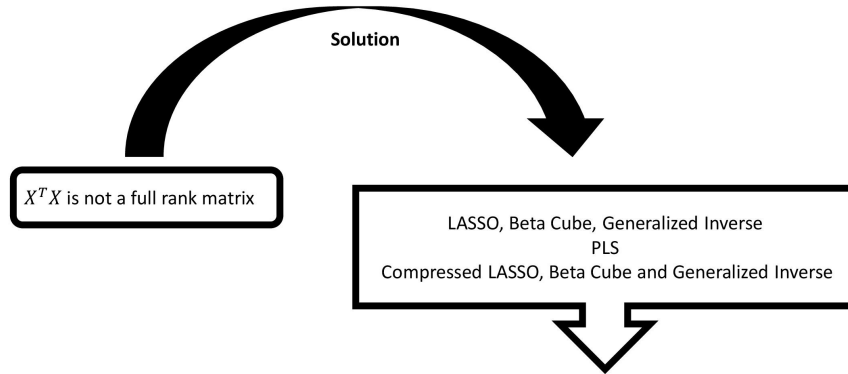 Solution
X^T X is not a full rank matrix
LASSO, Beta Cube, Generalized Inverse
PLS
Compressed LASSO, Beta Cube and Generalized Inverse